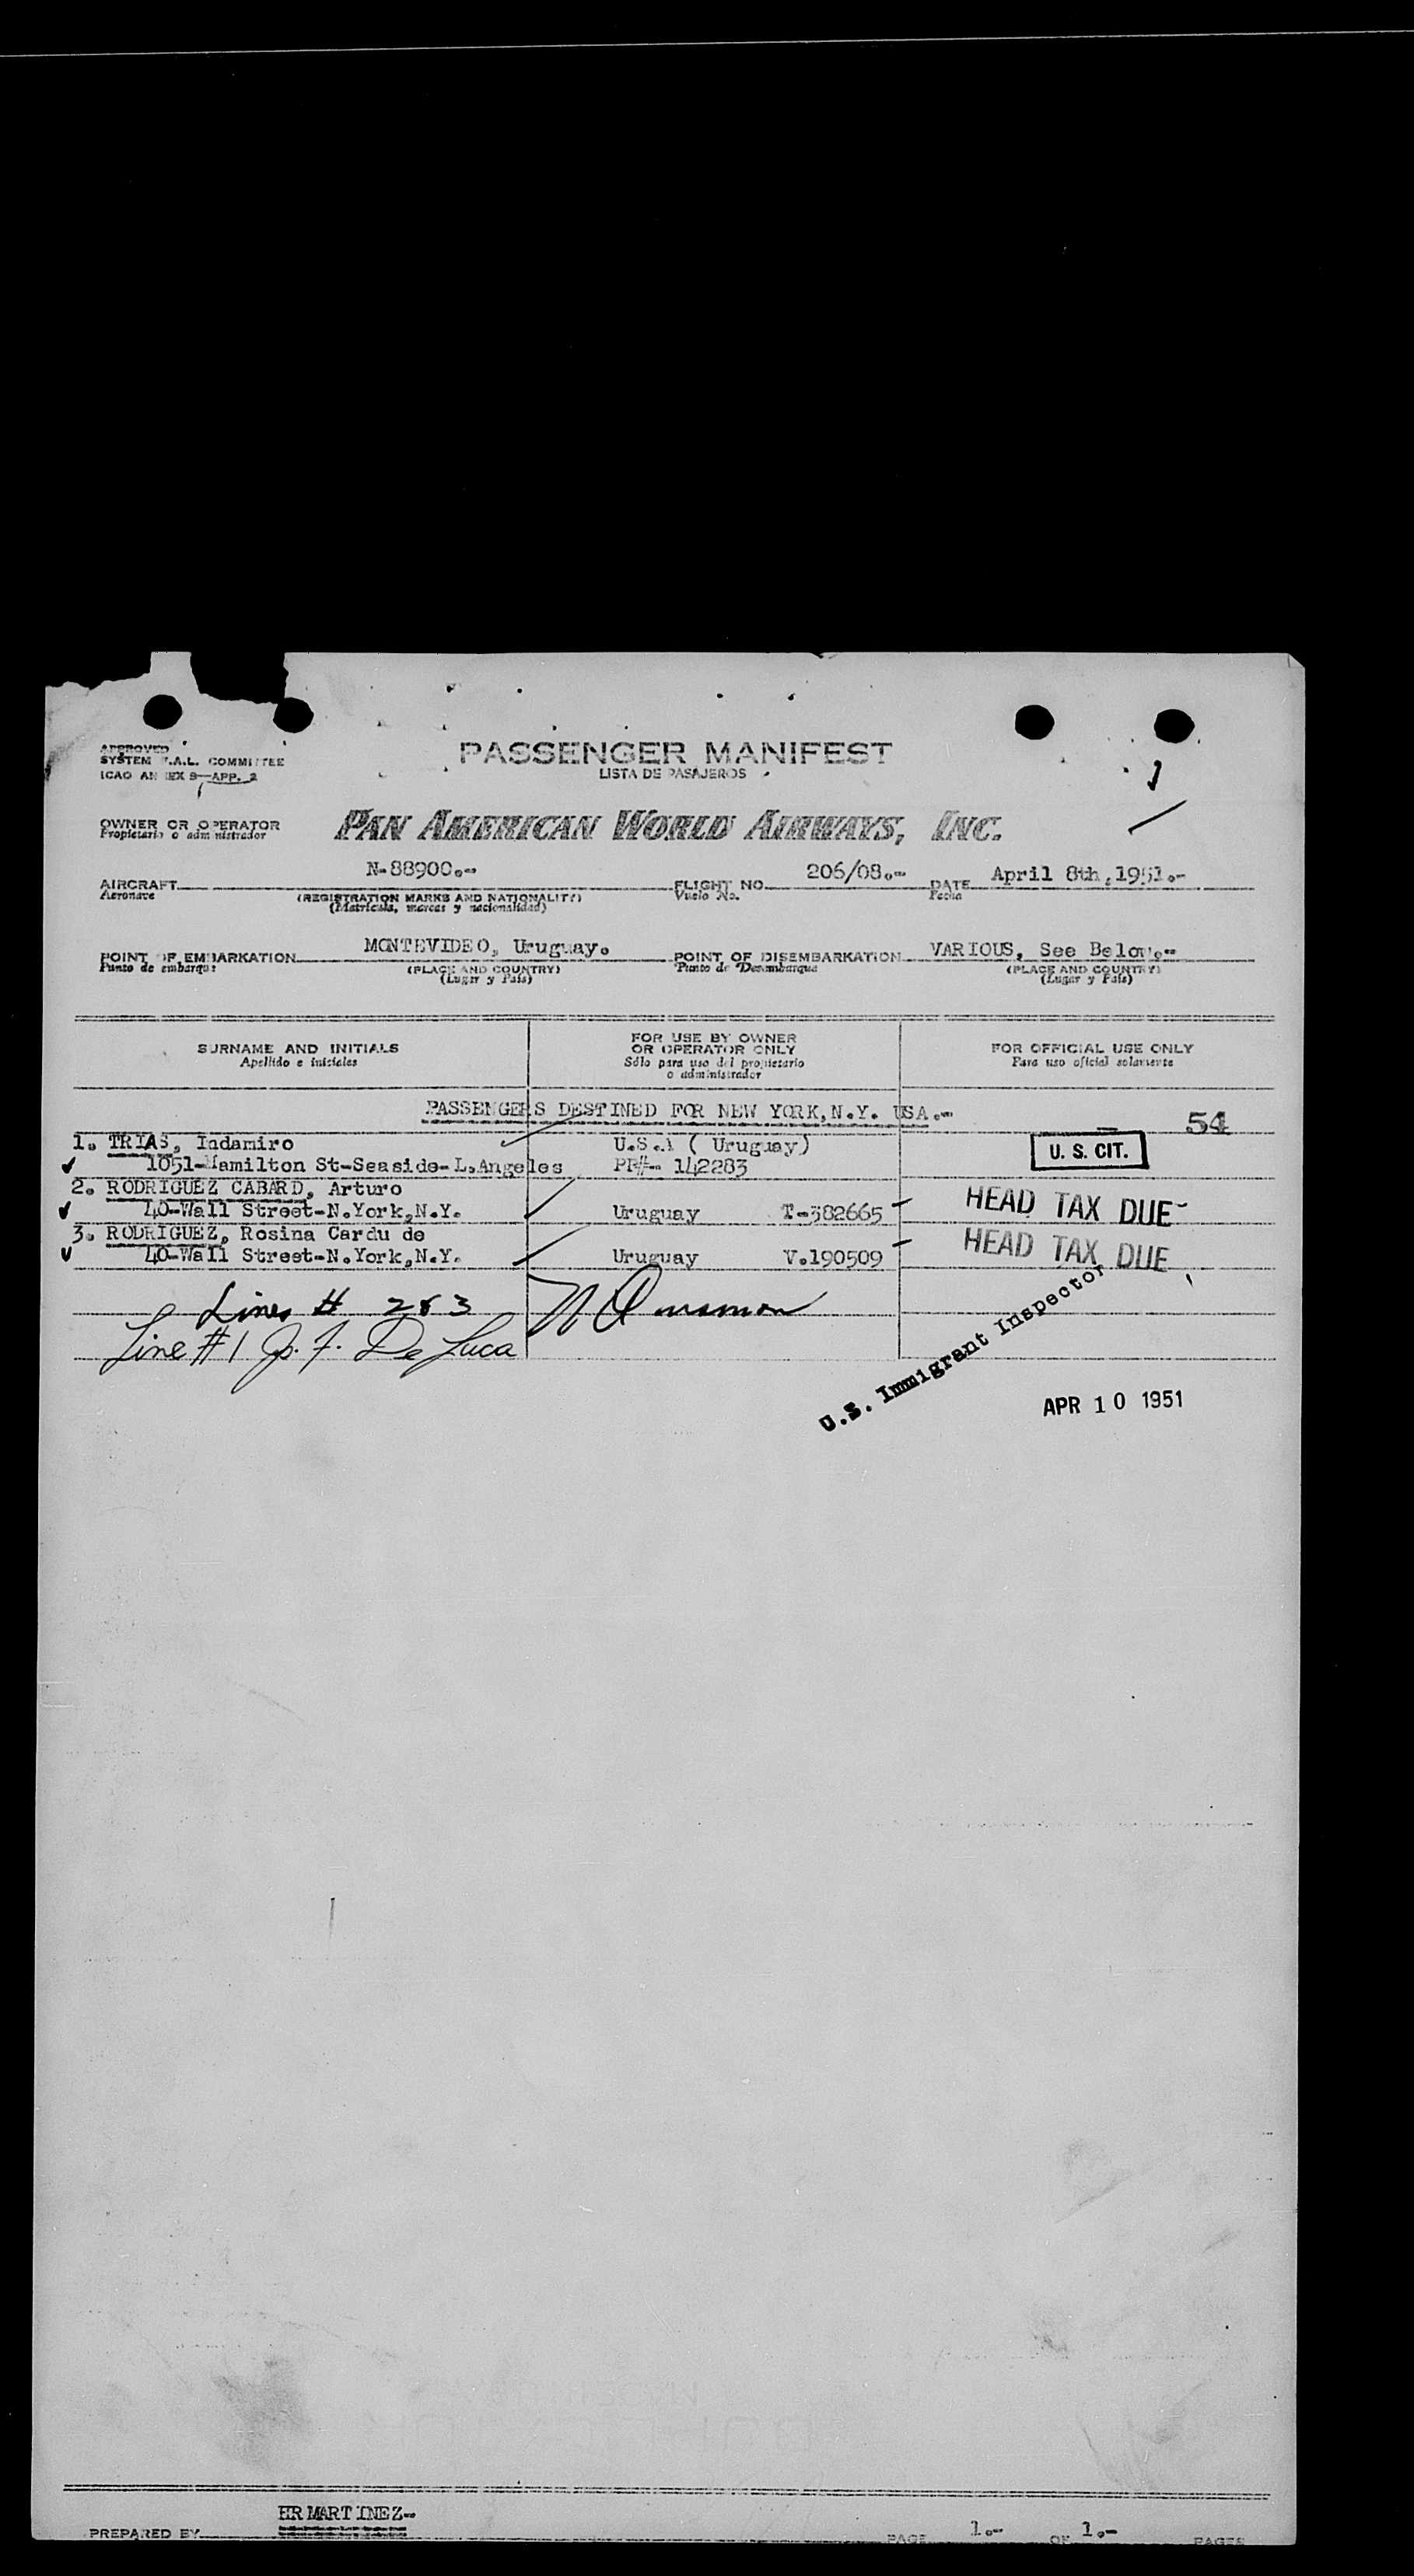 APPROVED
SYSTEM F.A.L. COMMITTEE
ICAO ANNEX 9—APP. 2
PASSENGER MANIFEST
LISTA DE PASAJEROS
1
OWNER OR OPERATOR
Propietario o administrador
PAN AMERICAN WORLD AIRWAYS, INC.
AIRCRAFT N-88900.-- FLIGHT NO. 206/08.-- DATE April 8th,1951.-
Aeronave (REGISTRATION MARKS AND NATIONALITY) Vuelo No. Fecha
(Matricula, marcas y nacionalidad)
POINT OF EMBARKATION MONTEVIDEO, Uruguay. POINT OF DISEMBARKATION VARIOUS, See Below.--
Punto de embarque (PLACE AND COUNTRY) Punto de Desembarque (PLACE AND COUNTRY)
(Lugar y País) (Lugar y País)
SURNAME AND INITIALS FOR USE BY OWNER OR OPERATOR ONLY FOR OFFICIAL USE ONLY
Apellido e iniciales Sólo para uso del propietario o administrador Para uso oficial solamente
PASSENGERS DESTINED FOR NEW YORK,N.Y. USA.--
54
1. TRIAS, Indamiro U.S.A ( Uruguay)
1051-Hamilton St-Seaside-L.Angeles PP#- 142283 U. S. CIT.
2. RODRIGUEZ CABARD, Arturo
40-Wall Street-N.York,N.Y. Uruguay T-382665 HEAD TAX DUE
3. RODRIGUEZ, Rosina Cardu de
40-Wall Street-N.York,N.Y. Uruguay V.190509 HEAD TAX DUE
Lines # 2 & 3
Line #1 J. F. De Luca
U.S. Immigrant Inspector
APR 10 1951
PREPARED BY HRMARTINEZ-- PAGE 1.-- OF 1.-- PAGES